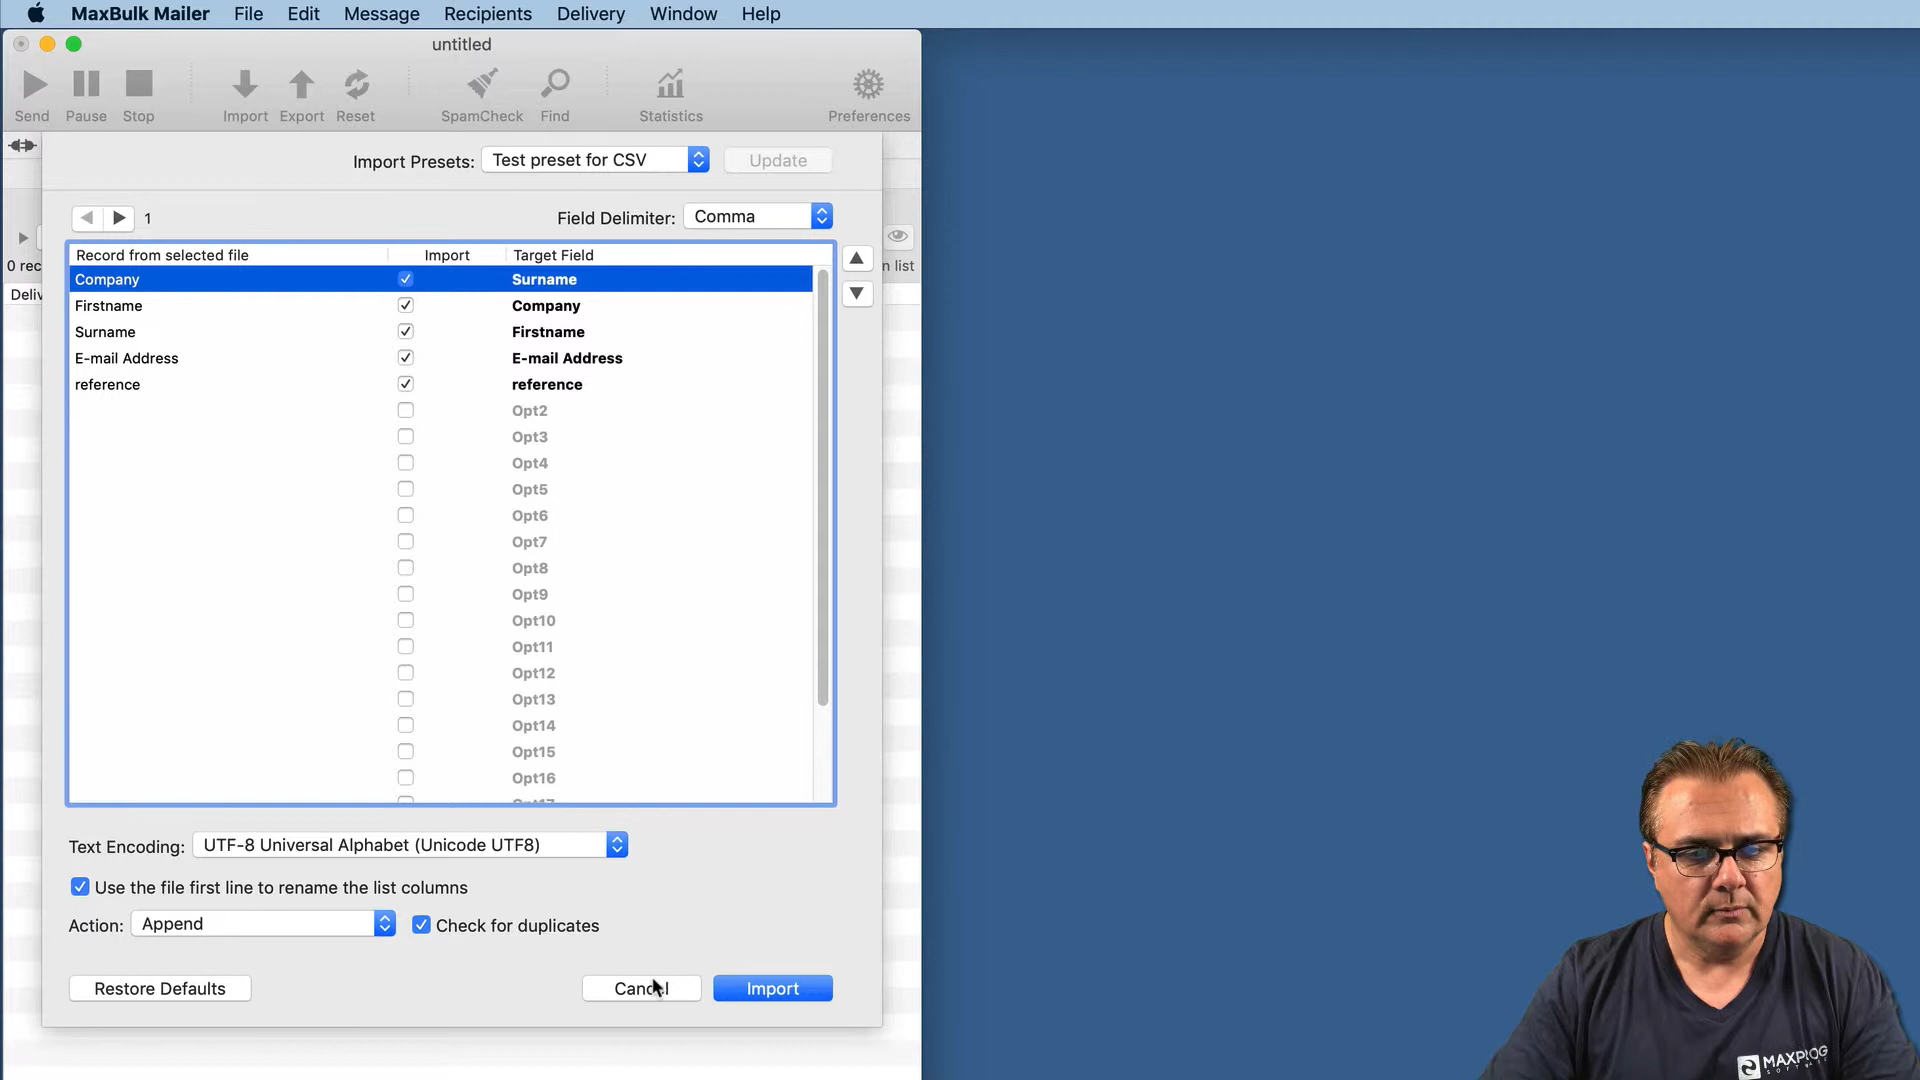 MaxBulk Mailer File Edit Message Recipients Delivery Window Help
untitled
Send Pause Stop Import Export Reset SpamCheck Find Statistics Preferences
Import Presets: Test preset for CSV Update
1 Field Delimiter: Comma
0 rec
n list
Deliv
Record from selected file Import Target Field
Company Surname
Firstname Company
Surname Firstname
E-mail Address E-mail Address
reference reference
Opt2
Opt3
Opt4
Opt5
Opt6
Opt7
Opt8
Opt9
Opt10
Opt11
Opt12
Opt13
Opt14
Opt15
Opt16
Opt17
Text Encoding: UTF-8 Universal Alphabet (Unicode UTF8)
Use the file first line to rename the list columns
Action: Append Check for duplicates
Restore Defaults Cancel Import
MAXPROG
SOFTWARE